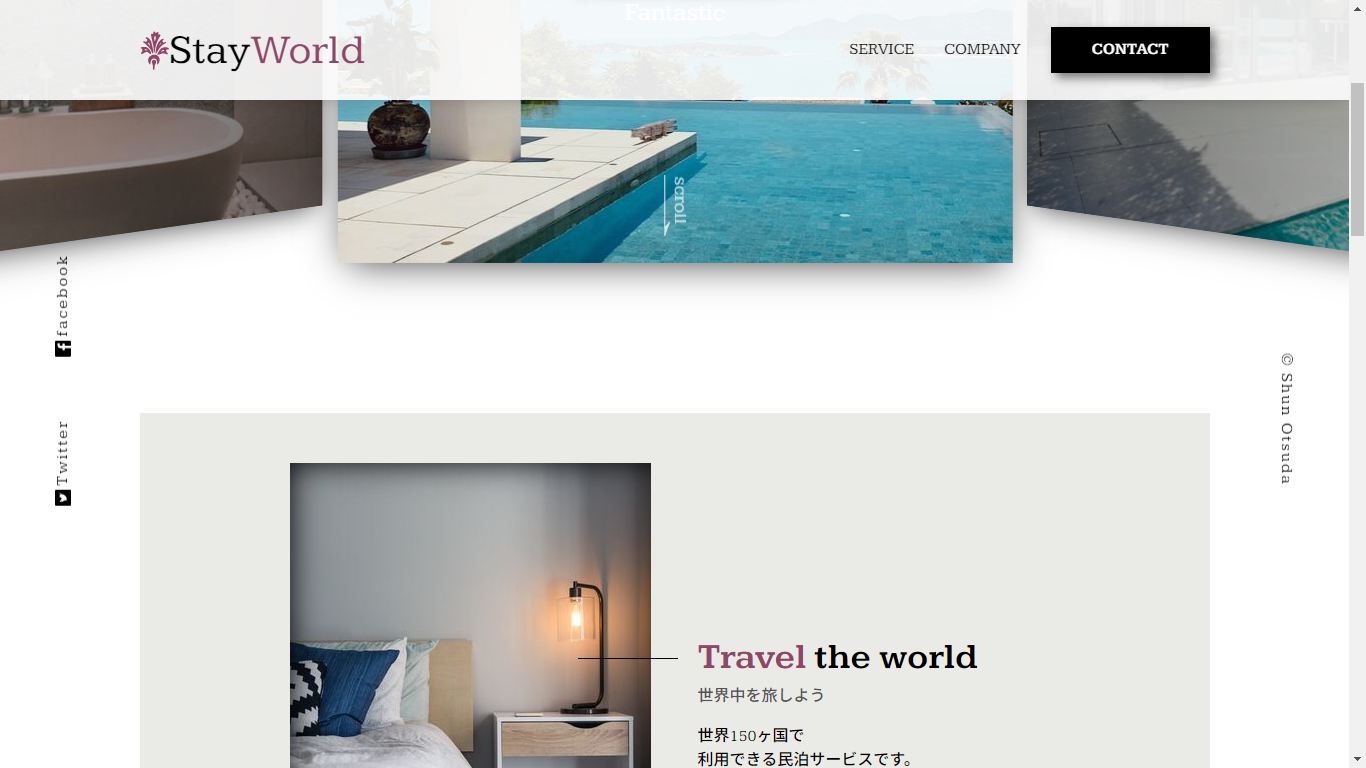 Fantastic
StayWorld
SERVICE
COMPANY
CONTACT
scroll
facebook
Twitter
© Shun Otsuda
Travel the world
世界中を旅しよう
世界150ヶ国で
利用できる民泊サービスです。